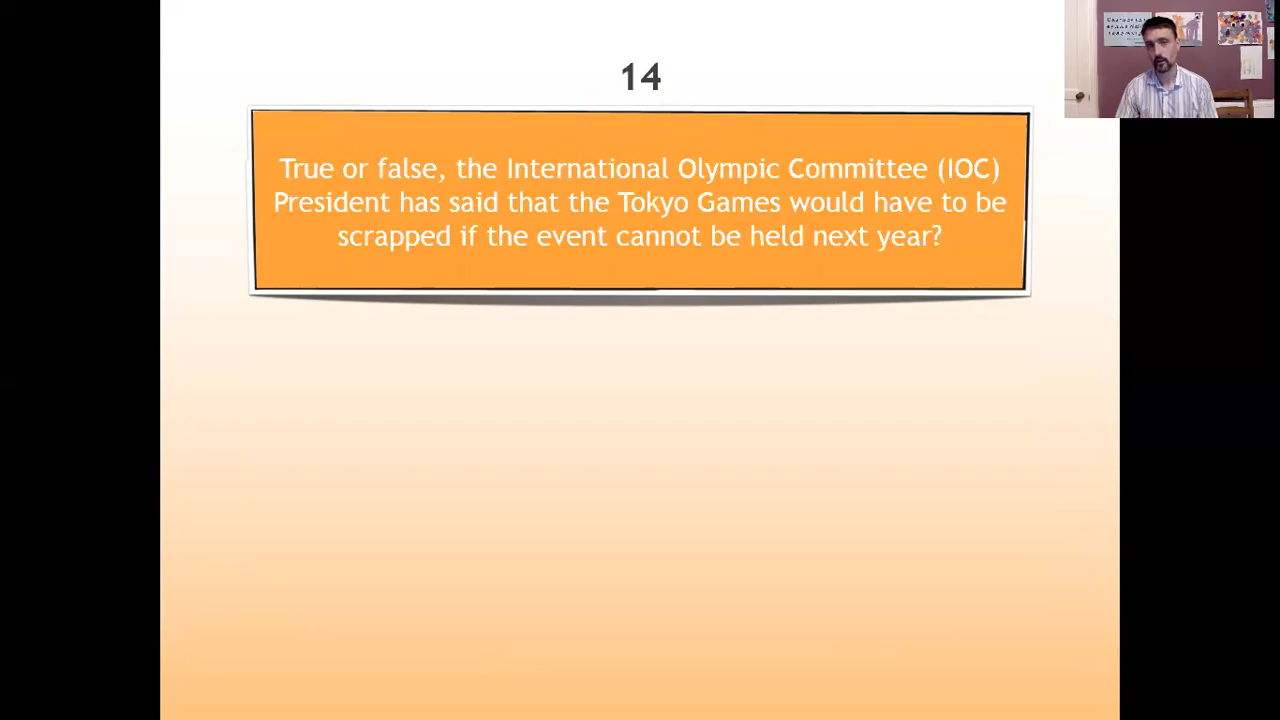 14
True or false, the International Olympic Committee (IOC)
President has said that the Tokyo Games would have to be
scrapped if the event cannot be held next year?